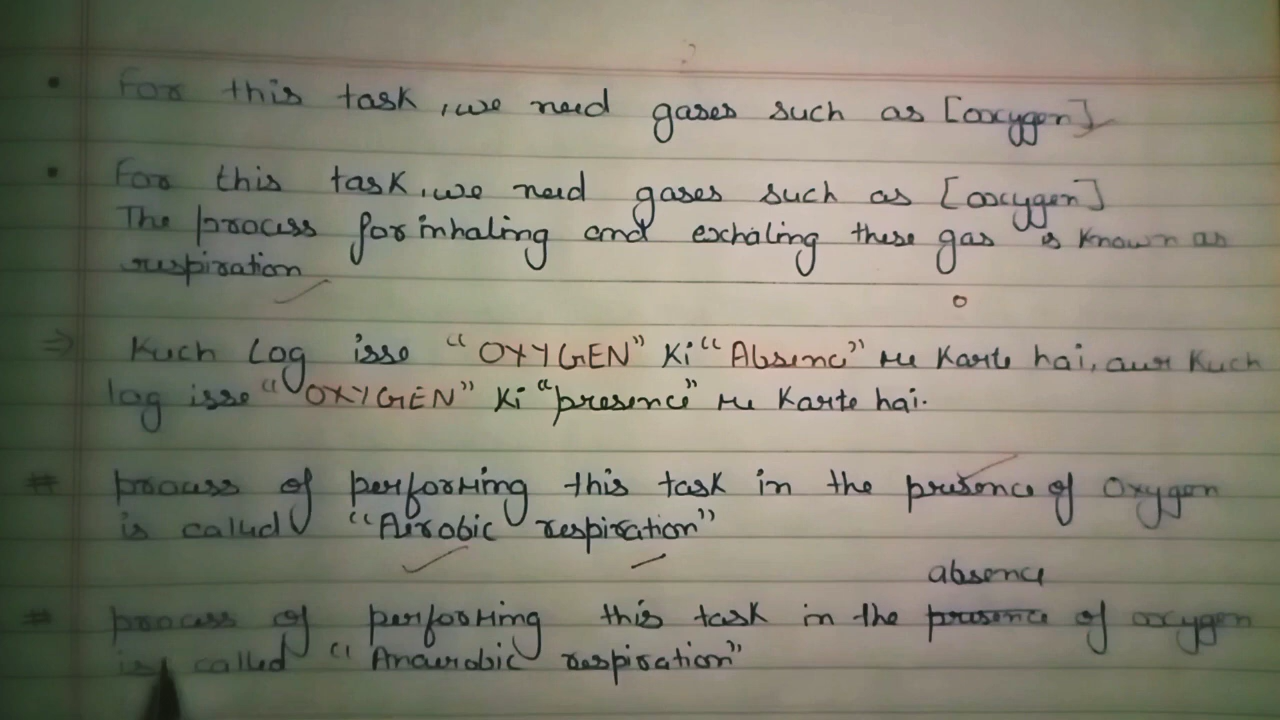 • For this task, we need gases such as [oxygen]
• For this task, we need gases such as [oxygen]
The process for inhaling and exhaling these gas is known as
respiration
⇒ Kuch Log isse "OXYGEN" Ki "Absence" me Karte hai, aur Kuch
log isse "OXYGEN" Ki "presence" me Karte hai.
# process of performing this task in the presence of oxygen
is called "Airobic respiration"
absence
# process of performing this task in the presence of oxygen
is called "Anaerobic respiration"